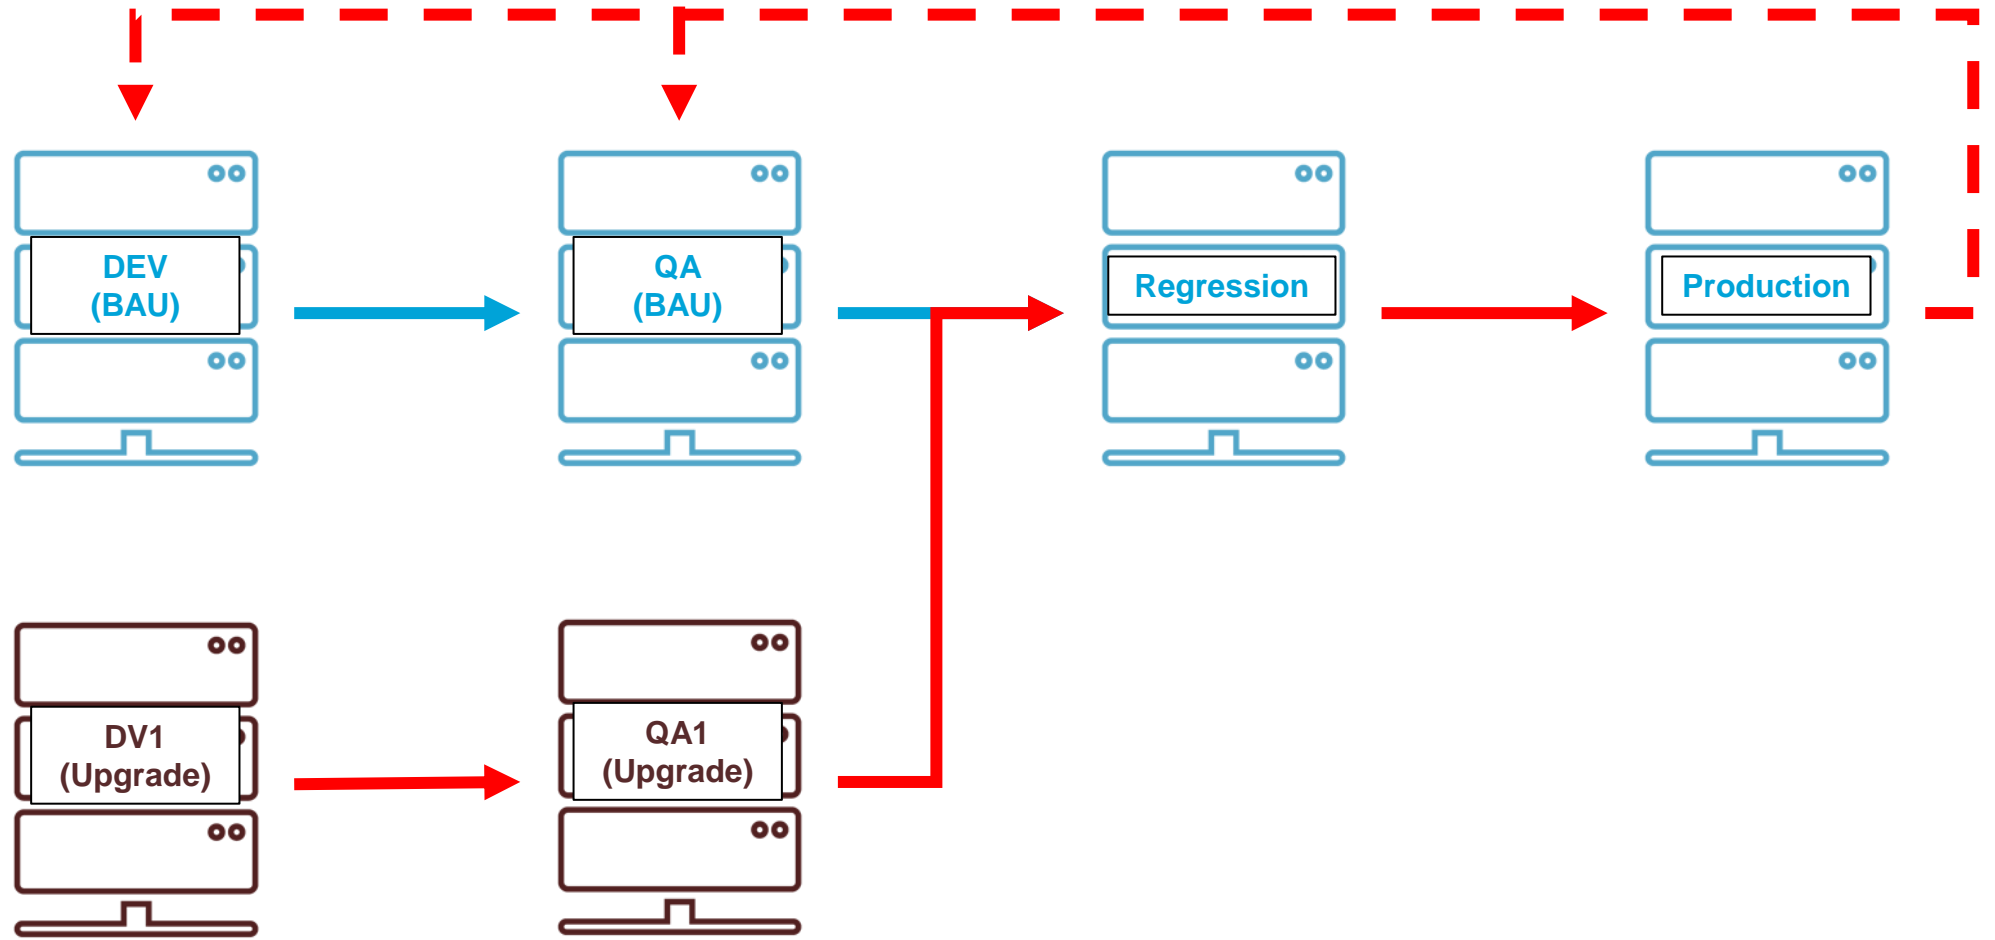 DEV
(BAU)
QA
(BAU)
Regression
Production
DV1
(Upgrade)
QA1
(Upgrade)